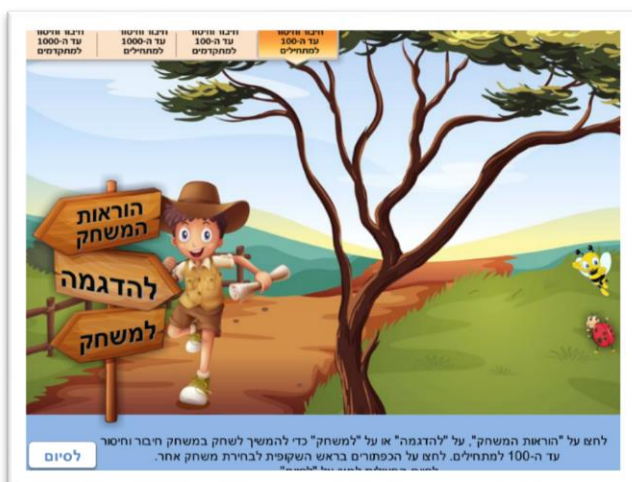 חיבור וחיסור
עד ה-100
למתחילים
חיבור וחיסור
עד ה-100
למתקדמים
חיבור וחיסור
עד ה-1000
למתחילים
חיבור וחיסור
עד ה-1000
למתקדמים
הוראות
המשחק
להדגמה
למשחק
לחצו על "הוראות המשחק", על "להדגמה" או על "למשחק" כדי להמשיך לשחק במשחק חיבור וחיסור
עד ה-100 למתחילים. לחצו על הכפתורים בראש השקופית לבחירת משחק אחר.
לסיום